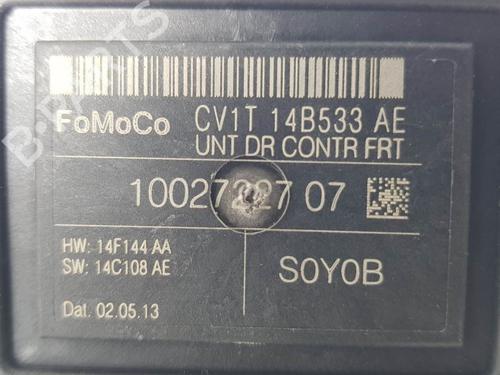 FoMoCo CV1T 14B533 AE
UNT DR CONTR FRT
10027227 07
HW: 14F144 AA
SW: 14C108 AE
S0Y0B
Dat. 02.05.13
B-PARTS